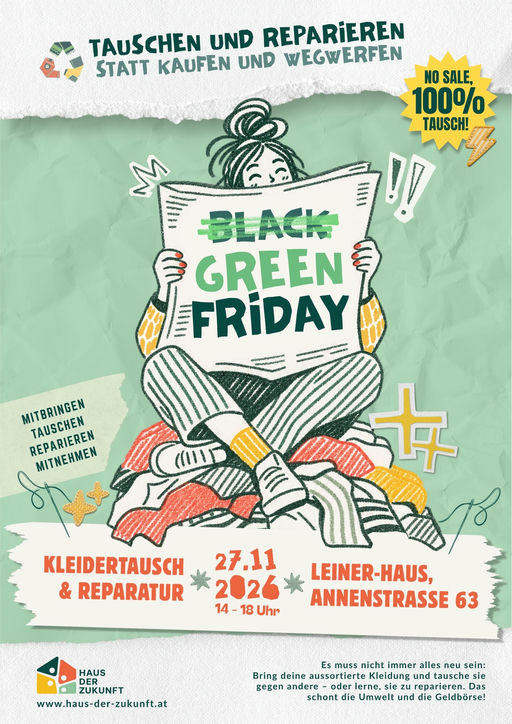 TAUSCHEN UND REPARiEREN
STATT KAUFEN UND WEGWERFEN
NO SALE,
100%
TAUSCH!
BLACK
GREEN
FRiDAY
MITBRINGEN
TAUSCHEN
REPARIEREN
MITNEHMEN
KLEIDERTAUSCH
& REPARATUR
27.11
2026
14 - 18 Uhr
LEINER-HAUS,
ANNENSTRASSE 63
HAUS
DER
ZUKUNFT
www.haus-der-zukunft.at
Es muss nicht immer alles neu sein:
Bring deine aussortierte Kleidung und tausche sie
gegen andere – oder lerne, sie zu reparieren. Das
schont die Umwelt und die Geldbörse!